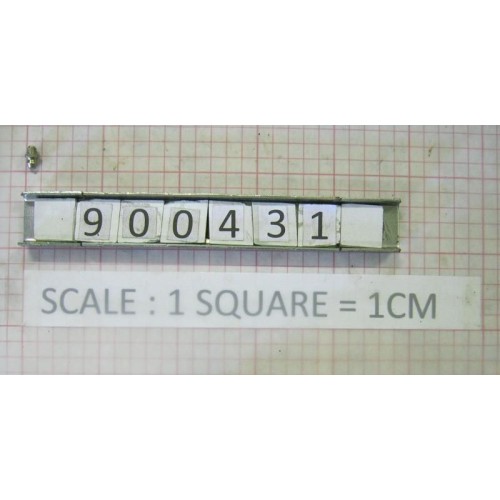 900431
SCALE : 1 SQUARE = 1CM